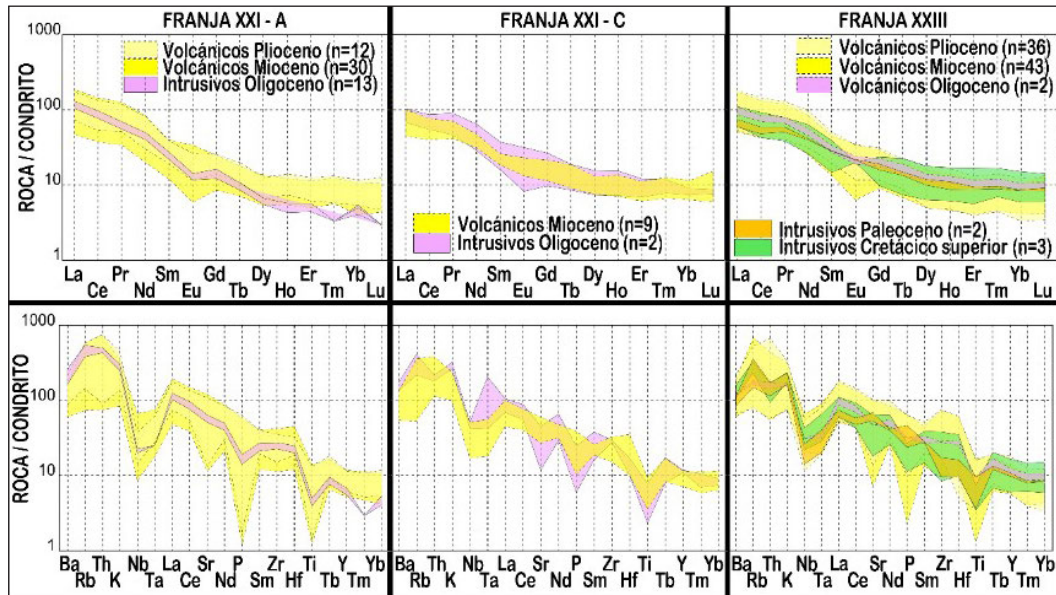 FRANJA XXI - A
FRANJA XXI - C
FRANJA XXIII
ROCA / CONDRITO
1000
100
10
1
Volcánicos Plioceno (n=12)
Volcánicos Mioceno (n=30)
Intrusivos Oligoceno (n=13)
La Ce Pr Nd Sm Eu Gd Tb Dy Ho Er Tm Yb Lu
Volcánicos Mioceno (n=9)
Intrusivos Oligoceno (n=2)
La Ce Pr Nd Sm Eu Gd Tb Dy Ho Er Tm Yb Lu
Volcánicos Plioceno (n=36)
Volcánicos Mioceno (n=43)
Volcánicos Oligoceno (n=2)
Intrusivos Paleoceno (n=2)
Intrusivos Cretácico superior (n=3)
La Ce Pr Nd Sm Eu Gd Tb Dy Ho Er Tm Yb Lu
ROCA / CONDRITO
1000
100
10
1
Ba Rb Th K Nb Ta La Ce Sr Nd P Sm Zr Hf Ti Tb Y Tm Yb
Ba Rb Th K Nb Ta La Ce Sr Nd P Sm Zr Hf Ti Tb Y Tm Yb
Ba Rb Th K Nb Ta La Ce Sr Nd P Sm Zr Hf Ti Tb Y Tm Yb